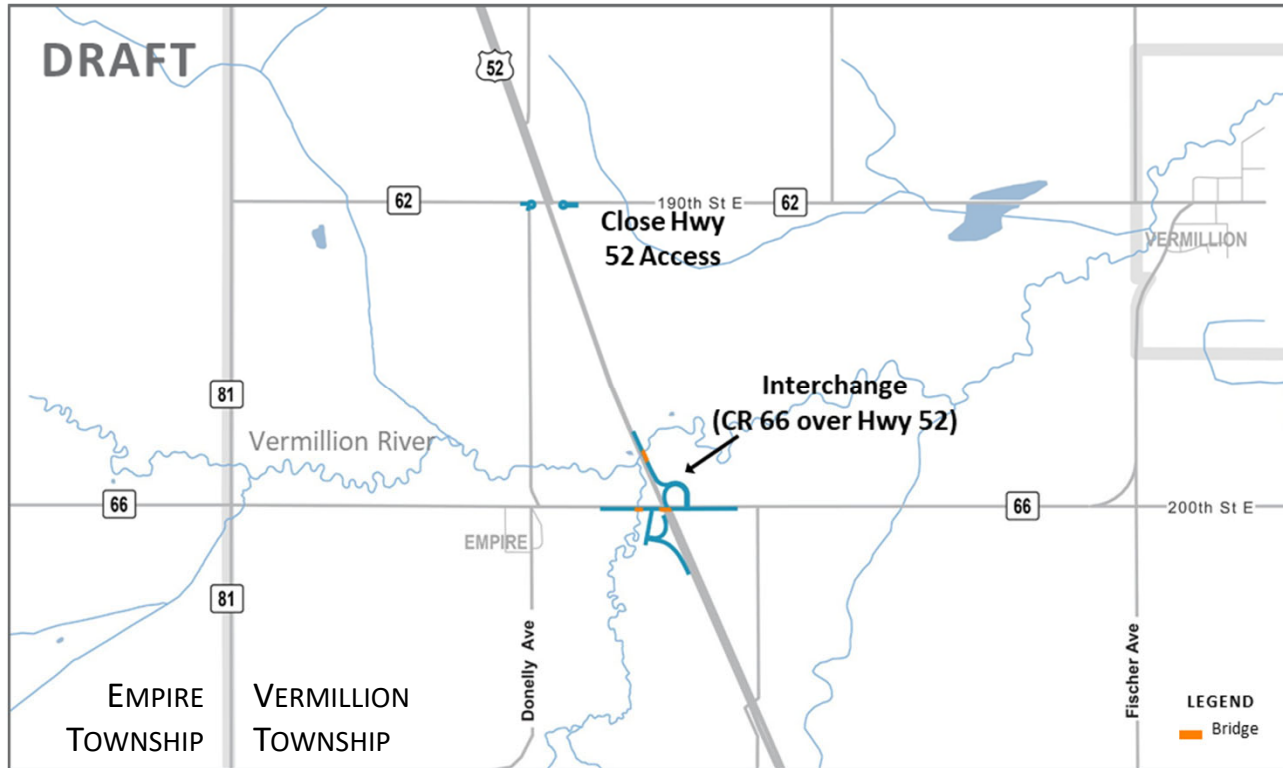 DRAFT
52
62
190th St E
62
Close Hwy
52 Access
VERMILLION
81
Interchange
(CR 66 over Hwy 52)
Vermillion River
66
66
200th St E
EMPIRE
81
Donelly Ave
Fischer Ave
EMPIRE
TOWNSHIP
VERMILLION
TOWNSHIP
LEGEND
Bridge